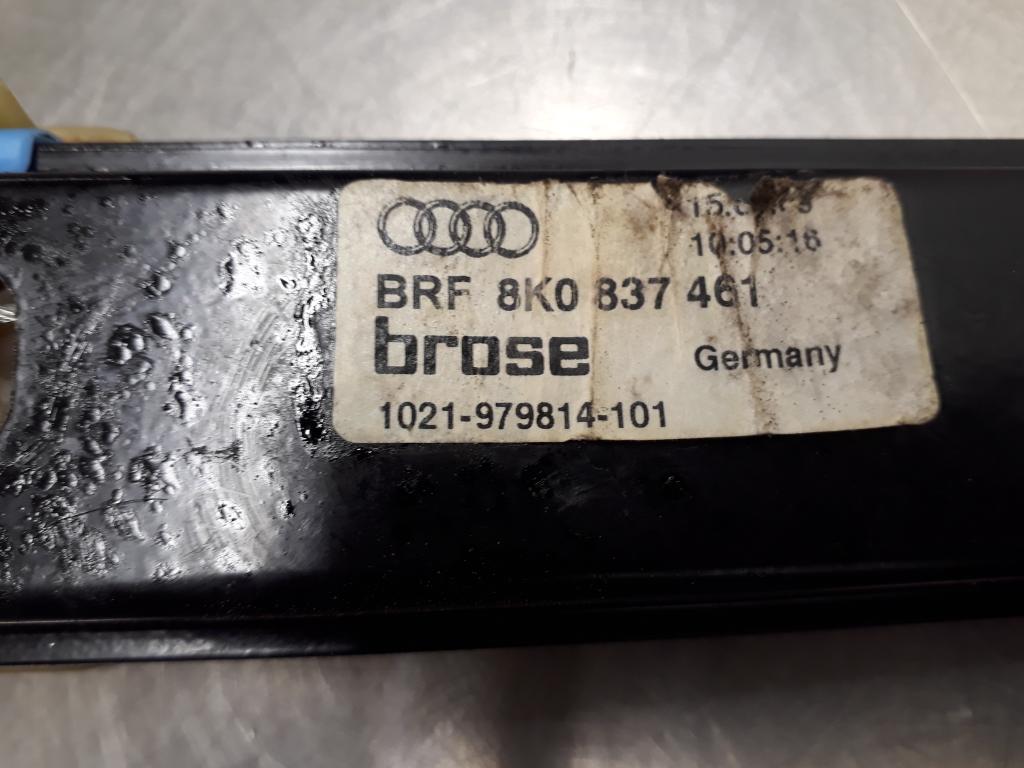 10:05:16
BRF 8K0 837 461
brose Germany
1021-979814-101